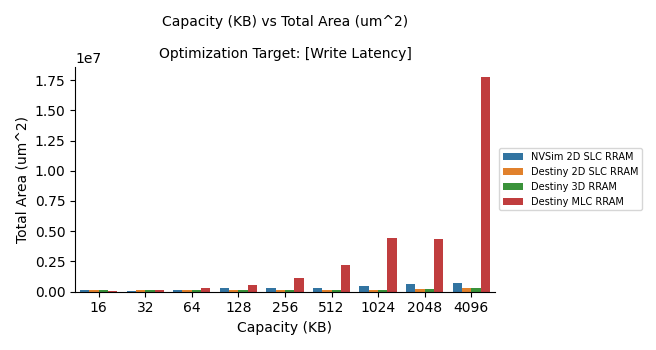 Capacity (KB) vs Total Area (um^2)
Optimization Target: [Write Latency]
1e7
1.75
1.50
1.25
1.00
0.75
0.50
0.25
0.00
Total Area (um^2)
16 32 64 128 256 512 1024 2048 4096
Capacity (KB)
NVSim 2D SLC RRAM
Destiny 2D SLC RRAM
Destiny 3D RRAM
Destiny MLC RRAM